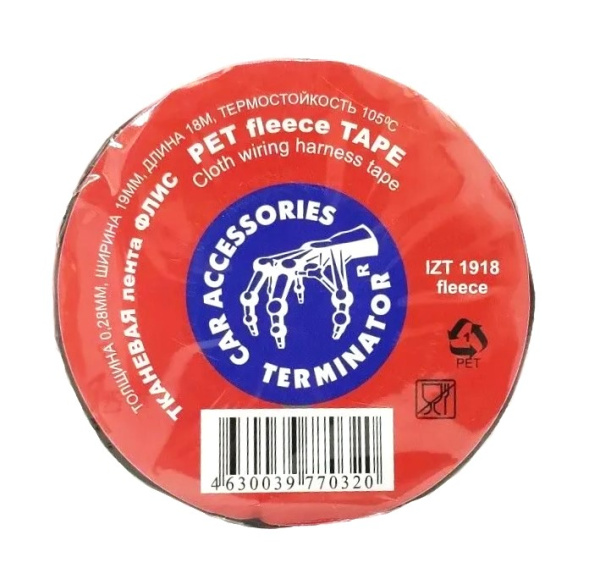 ТОЛЩИНА 0,28ММ, ШИРИНА 19ММ, ДЛИНА 18М, ТЕРМОСТОЙКОСТЬ 105ºС
ТКАНЕВАЯ лента ФЛИС PET fleece TAPE
Cloth wiring harness tape
CAR ACCESSORIES
TERMINATOR R
IZT 1918
fleece
1
PET
4 630039 770320